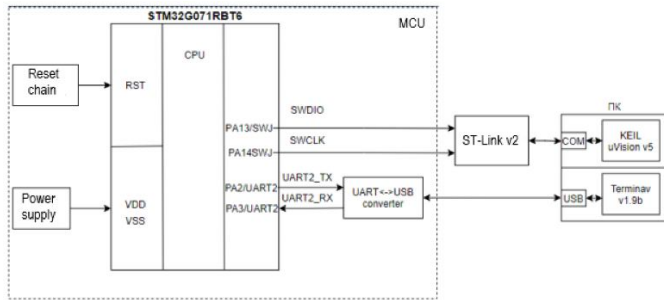 STM32G071RBT6
MCU
CPU
Reset
chain
RST
SWDIO
ПК
PA13/SWJ
SWCLK
ST-Link v2
COM
KEIL
uVision v5
PA14SWJ
UART2_TX
Power
supply
VDD
VSS
PA2/UART2
UART2_RX
PA3/UART2
UART<->USB
converter
USB
Terminav
v1.9b